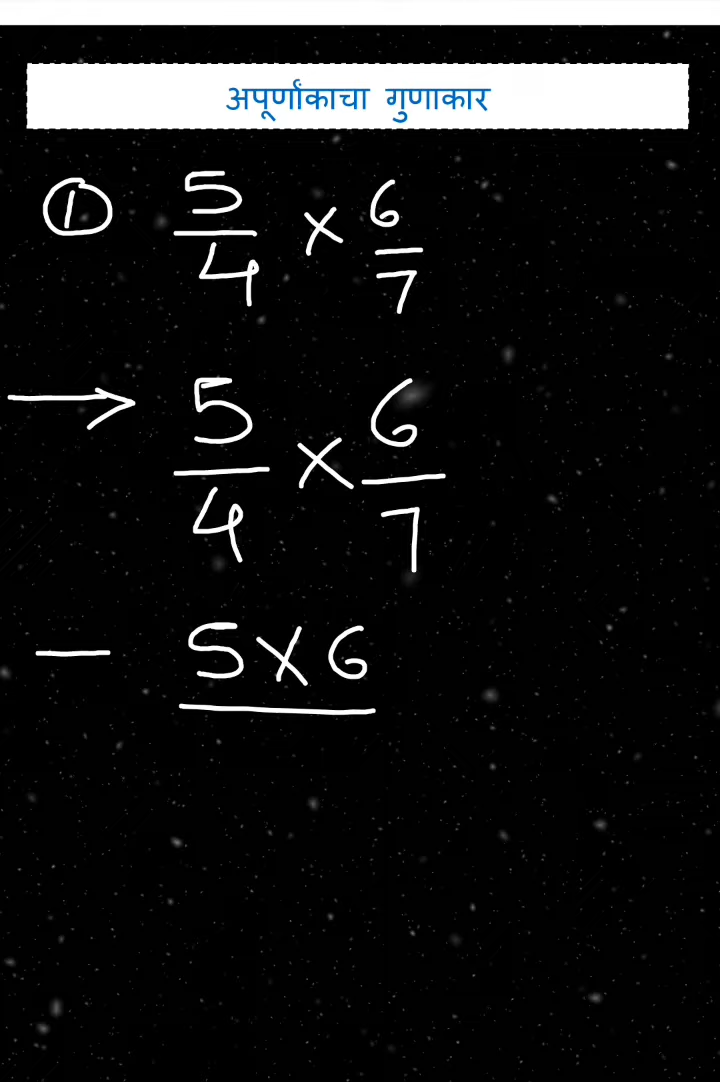 अपूर्णांकाचा गुणाकार
① 5/4 × 6/7
→ 5/4 × 6/7
— 5×6